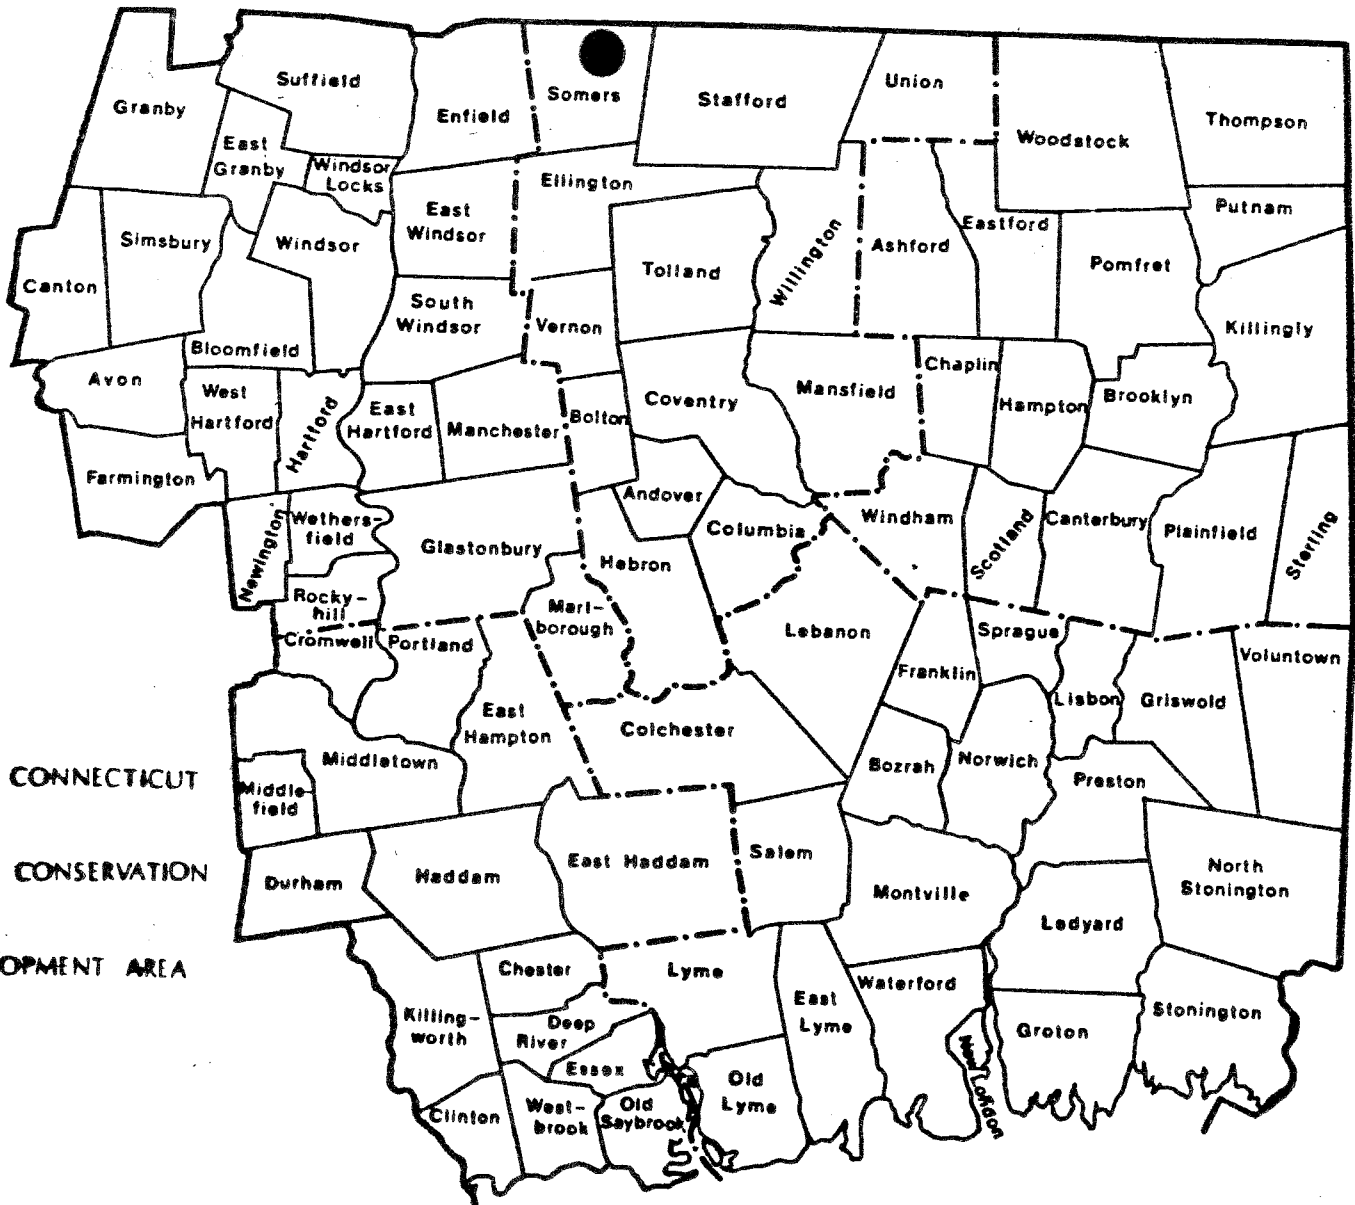 Granby
Suffield
East
Granby
Windsor
Locks
Enfield
Somers
Stafford
Union
Woodstock
Thompson
Canton
Simsbury
Windsor
East
Windsor
Ellington
Tolland
Willington
Ashford
Eastford
Pomfret
Putnam
Killingly
Bloomfield
South
Windsor
Vernon
Avon
West
Hartford
Hartford
East
Hartford
Manchester
Bolton
Coventry
Mansfield
Chaplin
Hampton
Brooklyn
Farmington
Newington
Wethers-
field
Glastonbury
Andover
Hebron
Columbia
Windham
Scotland
Canterbury
Plainfield
Sterling
Rocky-
hill
Cromwell
Portland
Marl-
borough
Lebanon
Franklin
Sprague
Lisbon
Griswold
Voluntown
East
Hampton
Colchester
Middletown
Middle-
field
Bozrah
Norwich
Preston
CONNECTICUT
CONSERVATION
OPMENT AREA
Durham
Haddam
East Haddam
Salem
Montville
Ledyard
North
Stonington
Killing-
worth
Chester
Deep
River
Essex
Lyme
East
Lyme
Waterford
New London
Groton
Stonington
Clinton
West-
brook
Old
Saybrook
Old
Lyme